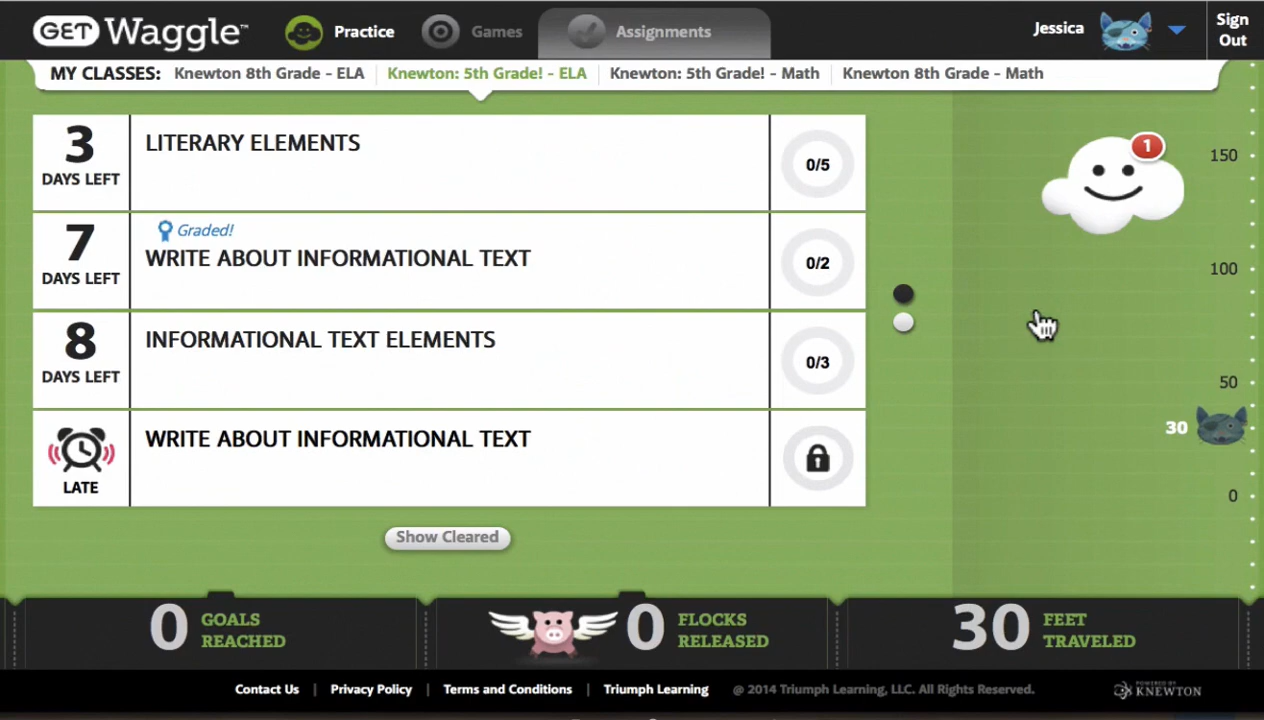 GET Waggle™
Practice
Games
Assignments
Jessica
Sign Out
MY CLASSES: Knewton 8th Grade - ELA | Knewton: 5th Grade! - ELA | Knewton: 5th Grade! - Math | Knewton 8th Grade - Math
3 DAYS LEFT
LITERARY ELEMENTS
0/5
7 DAYS LEFT
Graded!
WRITE ABOUT INFORMATIONAL TEXT
0/2
8 DAYS LEFT
INFORMATIONAL TEXT ELEMENTS
0/3
LATE
WRITE ABOUT INFORMATIONAL TEXT
Show Cleared
1
150
100
50
30
0
0 GOALS REACHED
0 FLOCKS RELEASED
30 FEET TRAVELED
Contact Us | Privacy Policy | Terms and Conditions | Triumph Learning | @ 2014 Triumph Learning, LLC. All Rights Reserved.
POWERED BY KNEWTON